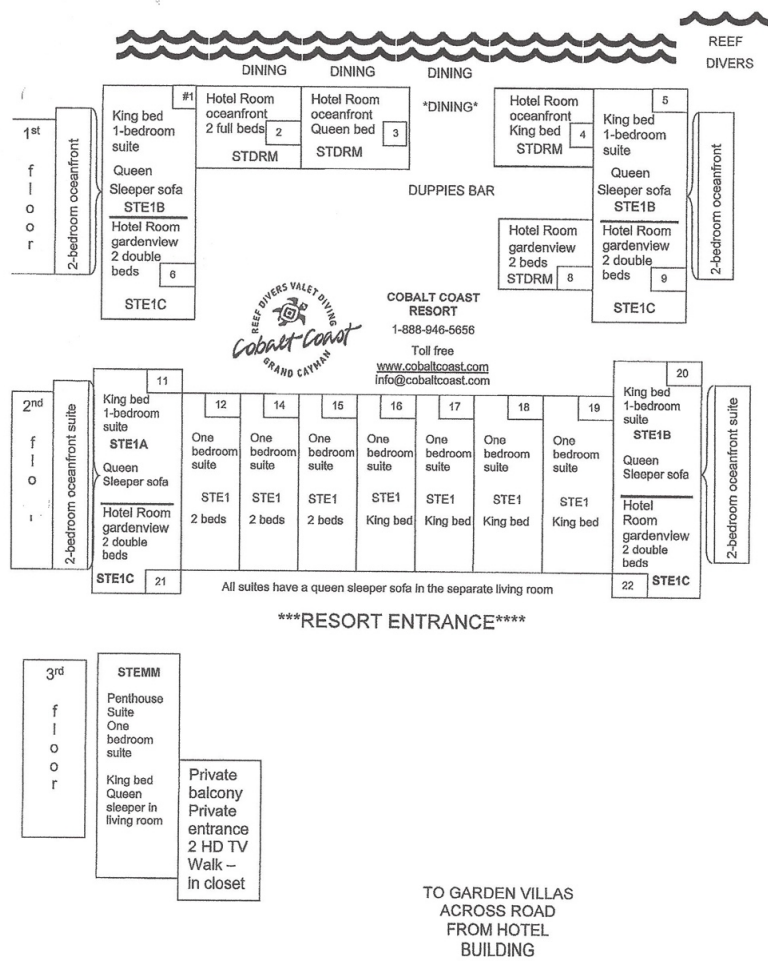 REEF
DIVERS
DINING
DINING
DINING
#1
King bed
1-bedroom
suite
Queen
Sleeper sofa
STE1B
Hotel Room
gardenview
2 double
beds
6
STE1C
Hotel Room
oceanfront
2 full beds
2
STDRM
Hotel Room
oceanfront
Queen bed
3
STDRM
*DINING*
Hotel Room
oceanfront
King bed
4
STDRM
5
King bed
1-bedroom
suite
Queen
Sleeper sofa
STE1B
Hotel Room
gardenview
2 double
beds
9
STE1C
1st
floor
2-bedroom oceanfront
2-bedroom oceanfront
DUPPIES BAR
Hotel Room
gardenview
2 beds
STDRM
8
REEF DIVERS VALET DIVING
Cobalt Coast
GRAND CAYMAN
COBALT COAST
RESORT
1-888-946-5656
Toll free
www.cobaltcoast.com
info@cobaltcoast.com
2nd
flo
2-bedroom oceanfront suite
11
King bed
1-bedroom
suite
STE1A
Queen
Sleeper sofa
Hotel Room
gardenview
2 double
beds
STE1C
21
12
One
bedroom
suite
STE1
2 beds
14
One
bedroom
suite
STE1
2 beds
15
One
bedroom
suite
STE1
2 beds
16
One
bedroom
suite
STE1
King bed
17
One
bedroom
suite
STE1
King bed
18
One
bedroom
suite
STE1
King bed
19
One
bedroom
suite
STE1
King bed
20
King bed
1-bedroom
suite
STE1B
Queen
Sleeper sofa
Hotel
Room
gardenview
2 double
beds
22
STE1C
2-bedroom oceanfront suite
All suites have a queen sleeper sofa in the separate living room
***RESORT ENTRANCE****
3rd
floor
STEMM
Penthouse
Suite
One
bedroom
suite
King bed
Queen
sleeper in
living room
Private
balcony
Private
entrance
2 HD TV
Walk –
in closet
TO GARDEN VILLAS
ACROSS ROAD
FROM HOTEL
BUILDING